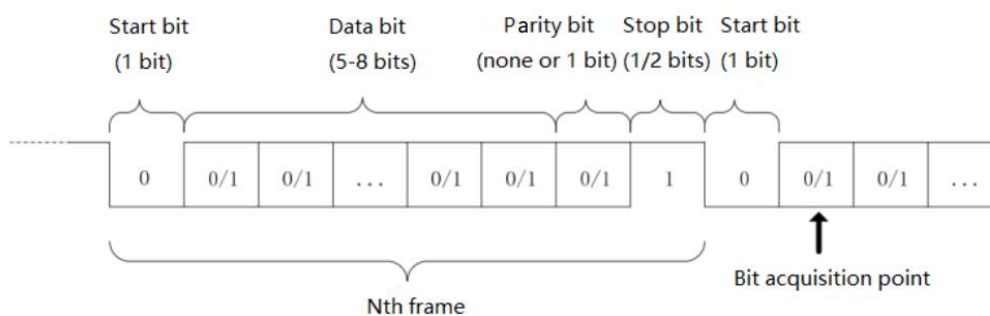 Start bit
(1 bit)
Data bit
(5-8 bits)
Parity bit
(none or 1 bit)
Stop bit
(1/2 bits)
Start bit
(1 bit)
0 0/1 0/1 ... 0/1 0/1 0/1 1 0 0/1 0/1 ...
Bit acquisition point
Nth frame